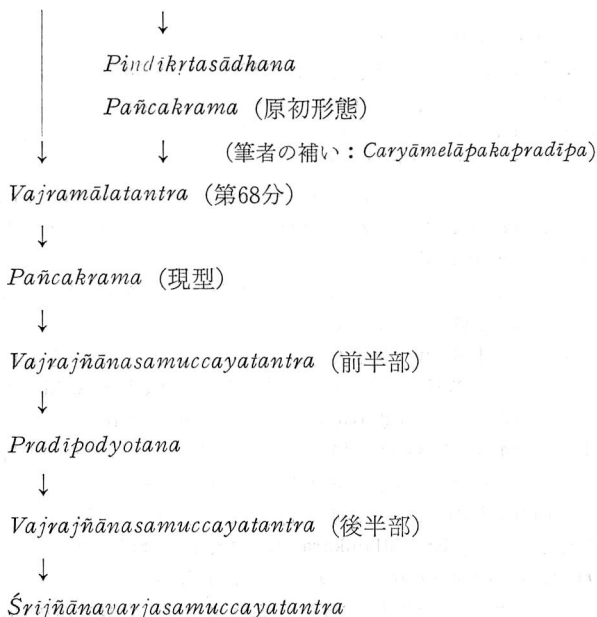 ↓
Piṇḍīkṛtasādhana
Pañcakrama (原初形態)
↓ ↓ (筆者の補い：Caryāmelāpakapradīpa)
Vajramālatantra (第68分)
↓
Pañcakrama (現型)
↓
Vajrajñānasamuccayatantra (前半部)
↓
Pradīpodyotana
↓
Vajrajñānasamuccayatantra (後半部)
↓
Śrījñānavarjasamuccayatantra